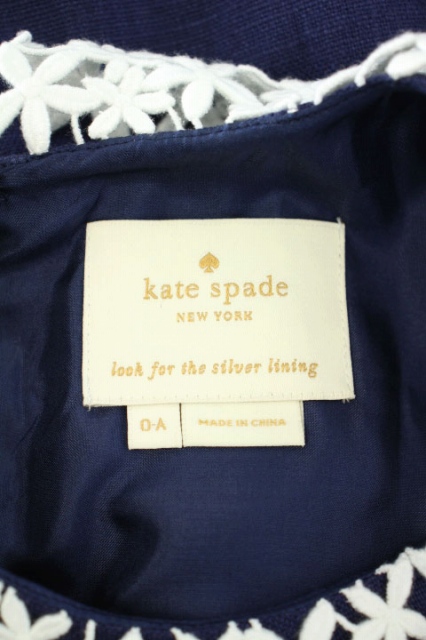 kate spade
NEW YORK
look for the silver lining
0-A
MADE IN CHINA